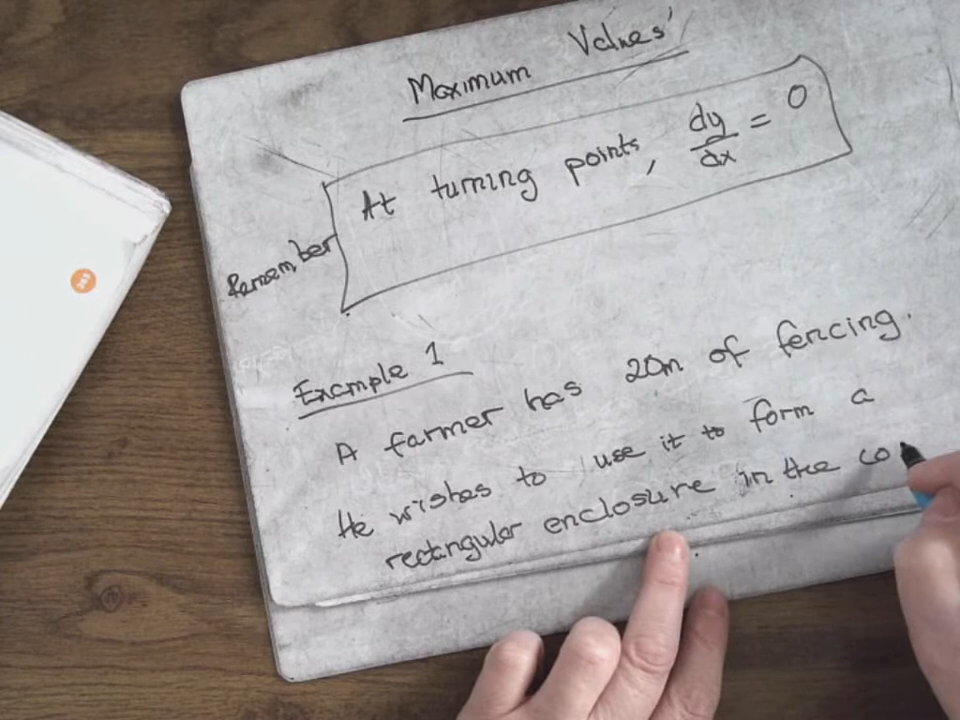 Maximum Values
Remember
At turning points, dy/dx = 0
Example 1
A farmer has 20m of fencing.
He wishes to use it to form a
rectangular enclosure in the co